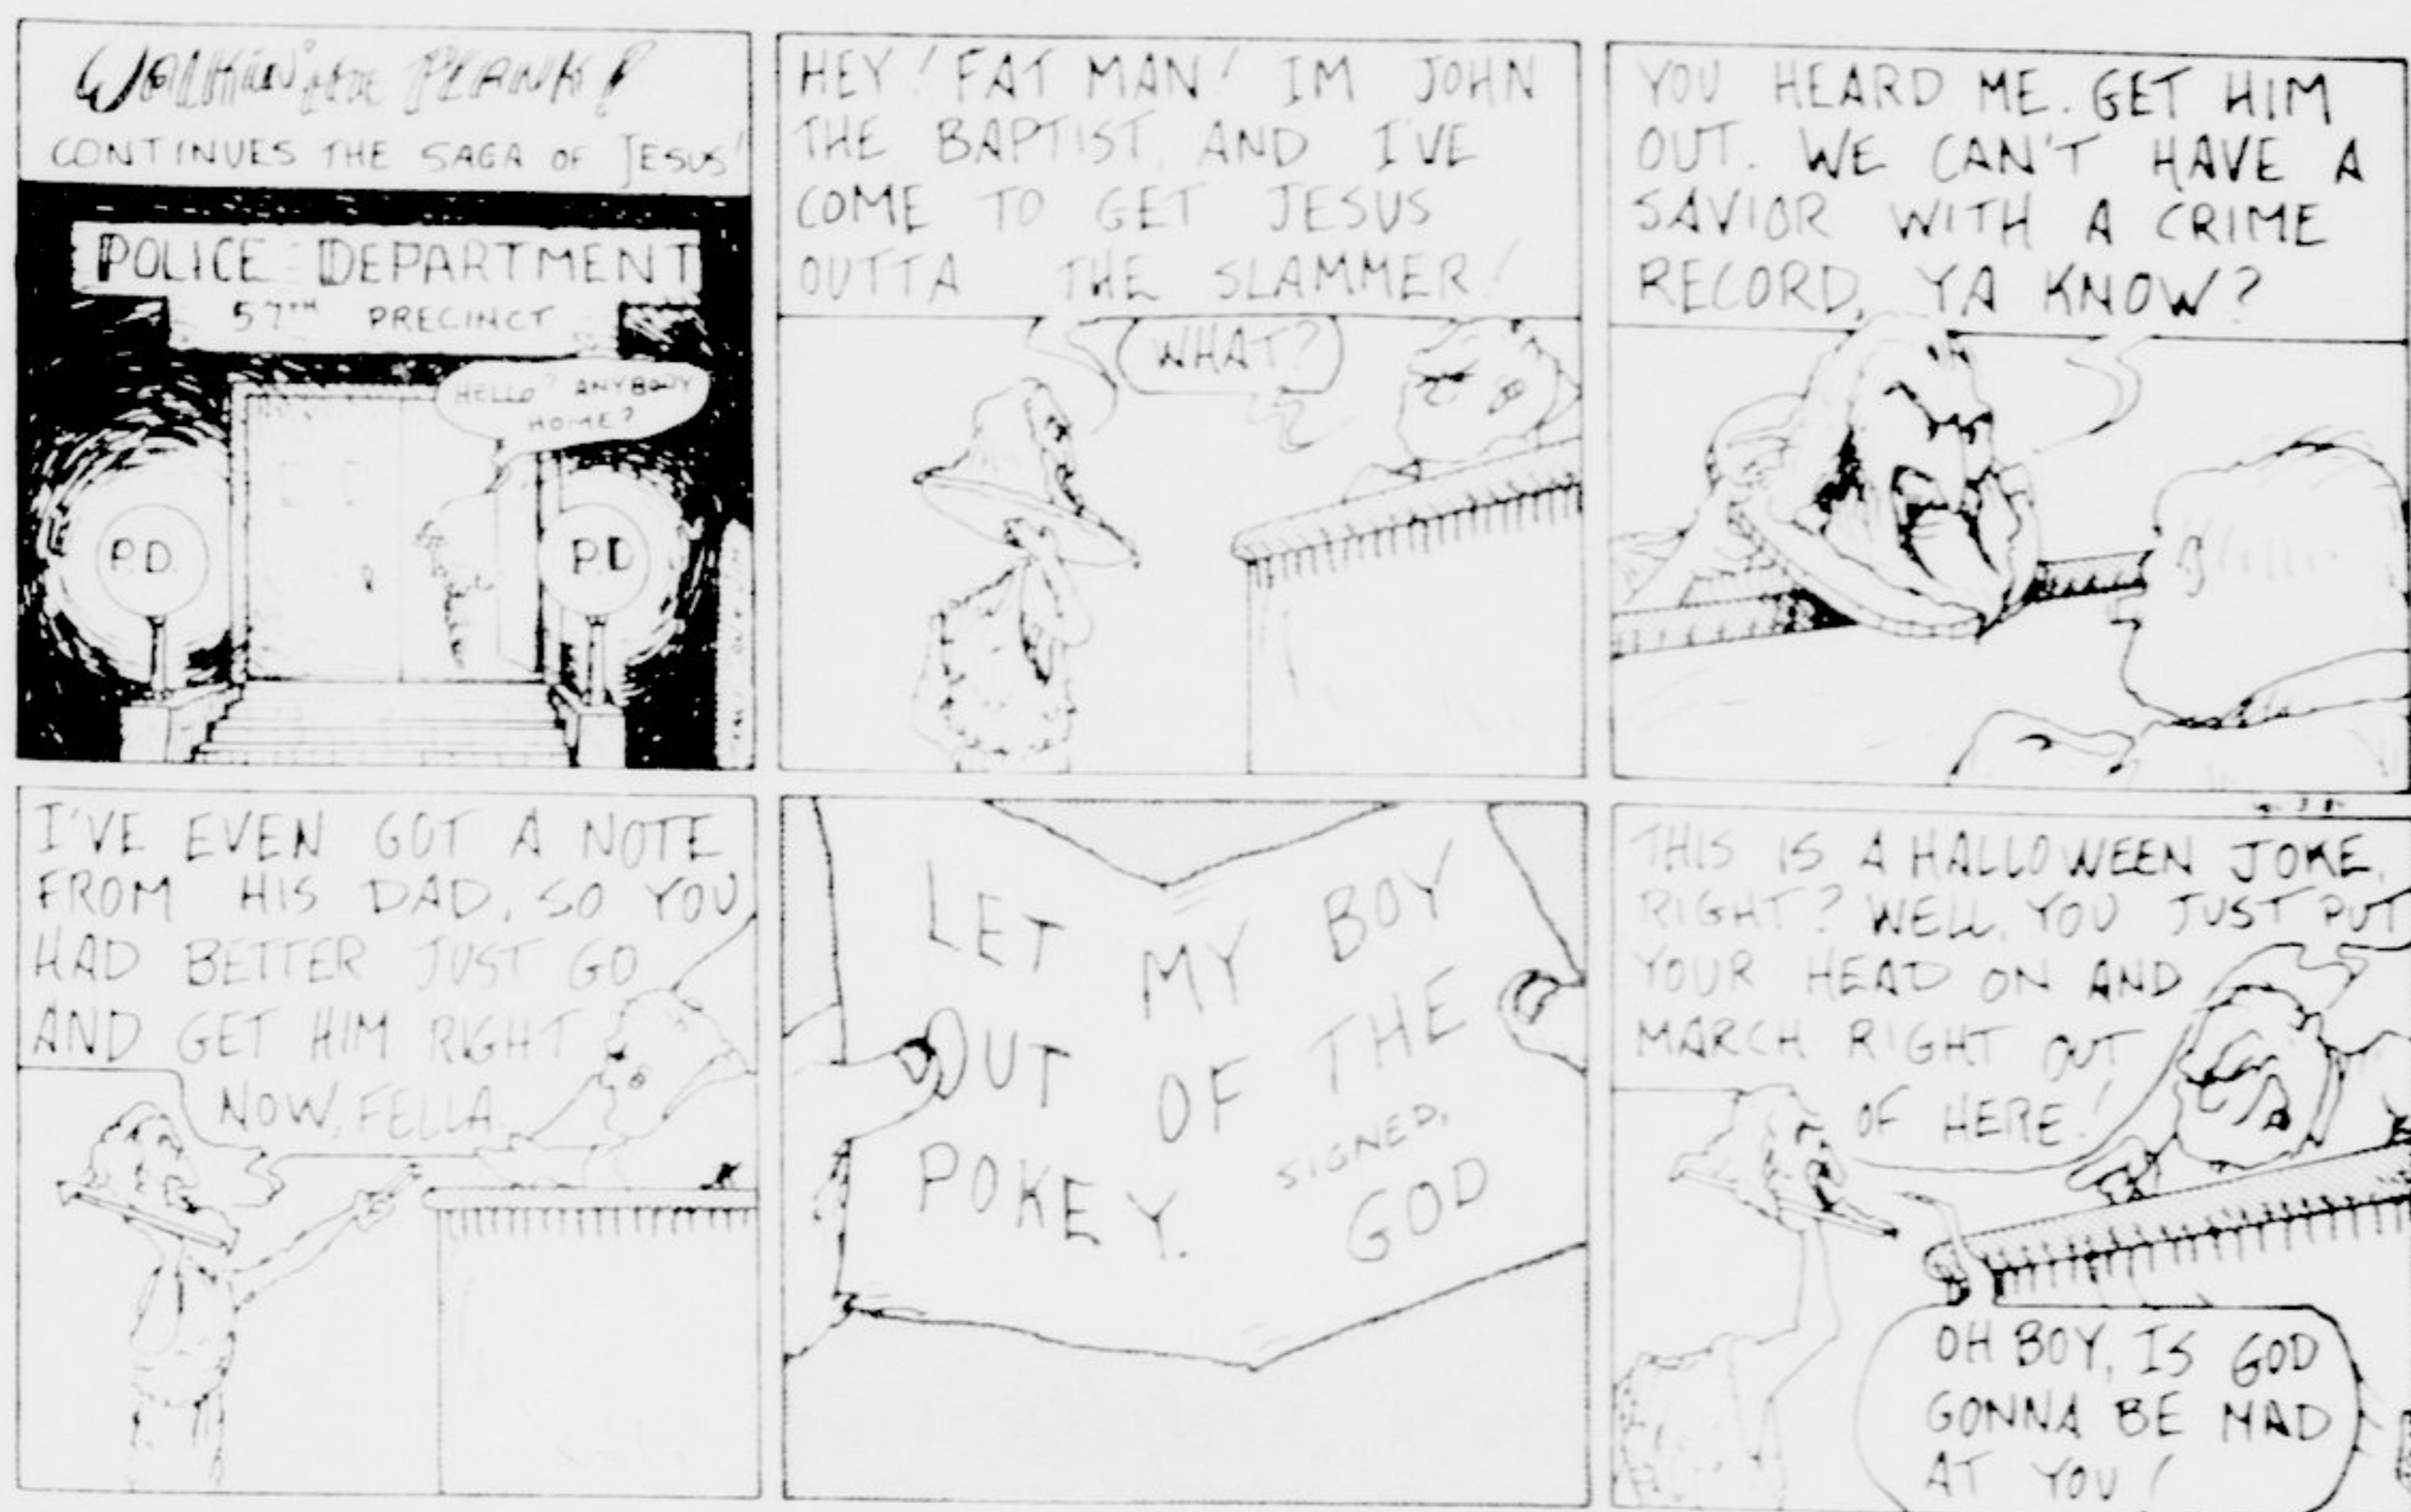 WALKIN' THE PLANK!
CONTINUES THE SAGA OF JESUS!
POLICE DEPARTMENT
57TH PRECINCT
HELLO? ANYBODY
HOME?
P.D.
P.D
HEY! FAT MAN! IM JOHN
THE BAPTIST, AND I'VE
COME TO GET JESUS
OUTTA THE SLAMMER!
WHAT?
YOU HEARD ME. GET HIM
OUT. WE CAN'T HAVE A
SAVIOR WITH A CRIME
RECORD, YA KNOW?
I'VE EVEN GOT A NOTE
FROM HIS DAD, SO YOU
HAD BETTER JUST GO
AND GET HIM RIGHT
NOW, FELLA.
LET MY BOY
OUT OF THE
POKEY.
SIGNED,
GOD
THIS IS A HALLOWEEN JOKE,
RIGHT? WELL, YOU JUST PUT
YOUR HEAD ON AND
MARCH RIGHT OUT
OF HERE!
OH BOY, IS GOD
GONNA BE MAD
AT YOU!